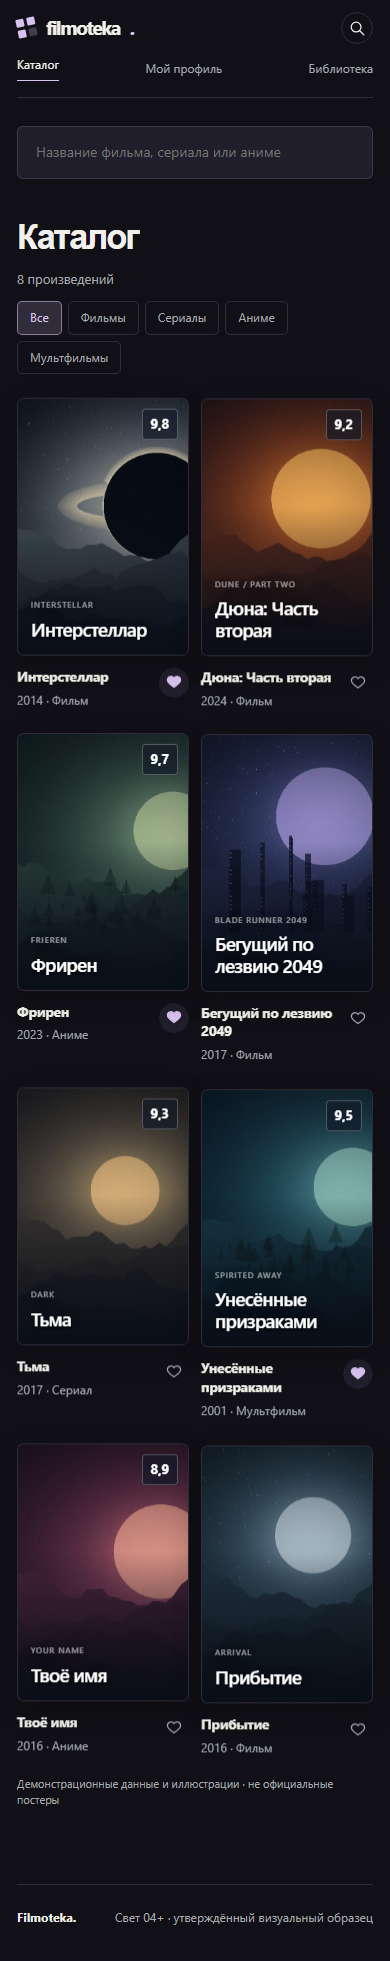 filmoteka .
Каталог
Мой профиль
Библиотека
Название фильма, сериала или аниме
Каталог
8 произведений
Все
Фильмы
Сериалы
Аниме
Мультфильмы
9,8
INTERSTELLAR
Интерстеллар
Интерстеллар
2014 · Фильм
9,2
DUNE / PART TWO
Дюна: Часть
вторая
Дюна: Часть вторая
2024 · Фильм
9,7
FRIEREN
Фрирен
Фрирен
2023 · Аниме
BLADE RUNNER 2049
Бегущий по
лезвию 2049
Бегущий по лезвию
2049
2017 · Фильм
9,3
DARK
Тьма
Тьма
2017 · Сериал
9,5
SPIRITED AWAY
Унесённые
призраками
Унесённые
призраками
2001 · Мультфильм
8,9
YOUR NAME
Твоё имя
Твоё имя
2016 · Аниме
ARRIVAL
Прибытие
Прибытие
2016 · Фильм
Демонстрационные данные и иллюстрации · не официальные
постеры
Filmoteka.
Свет 04+ · утверждённый визуальный образец